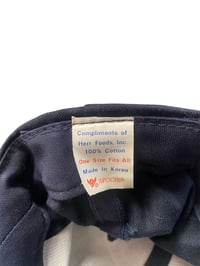 Compliments of
Herr Foods, Inc.
100% Cotton
One Size Fits All
Made In Korea